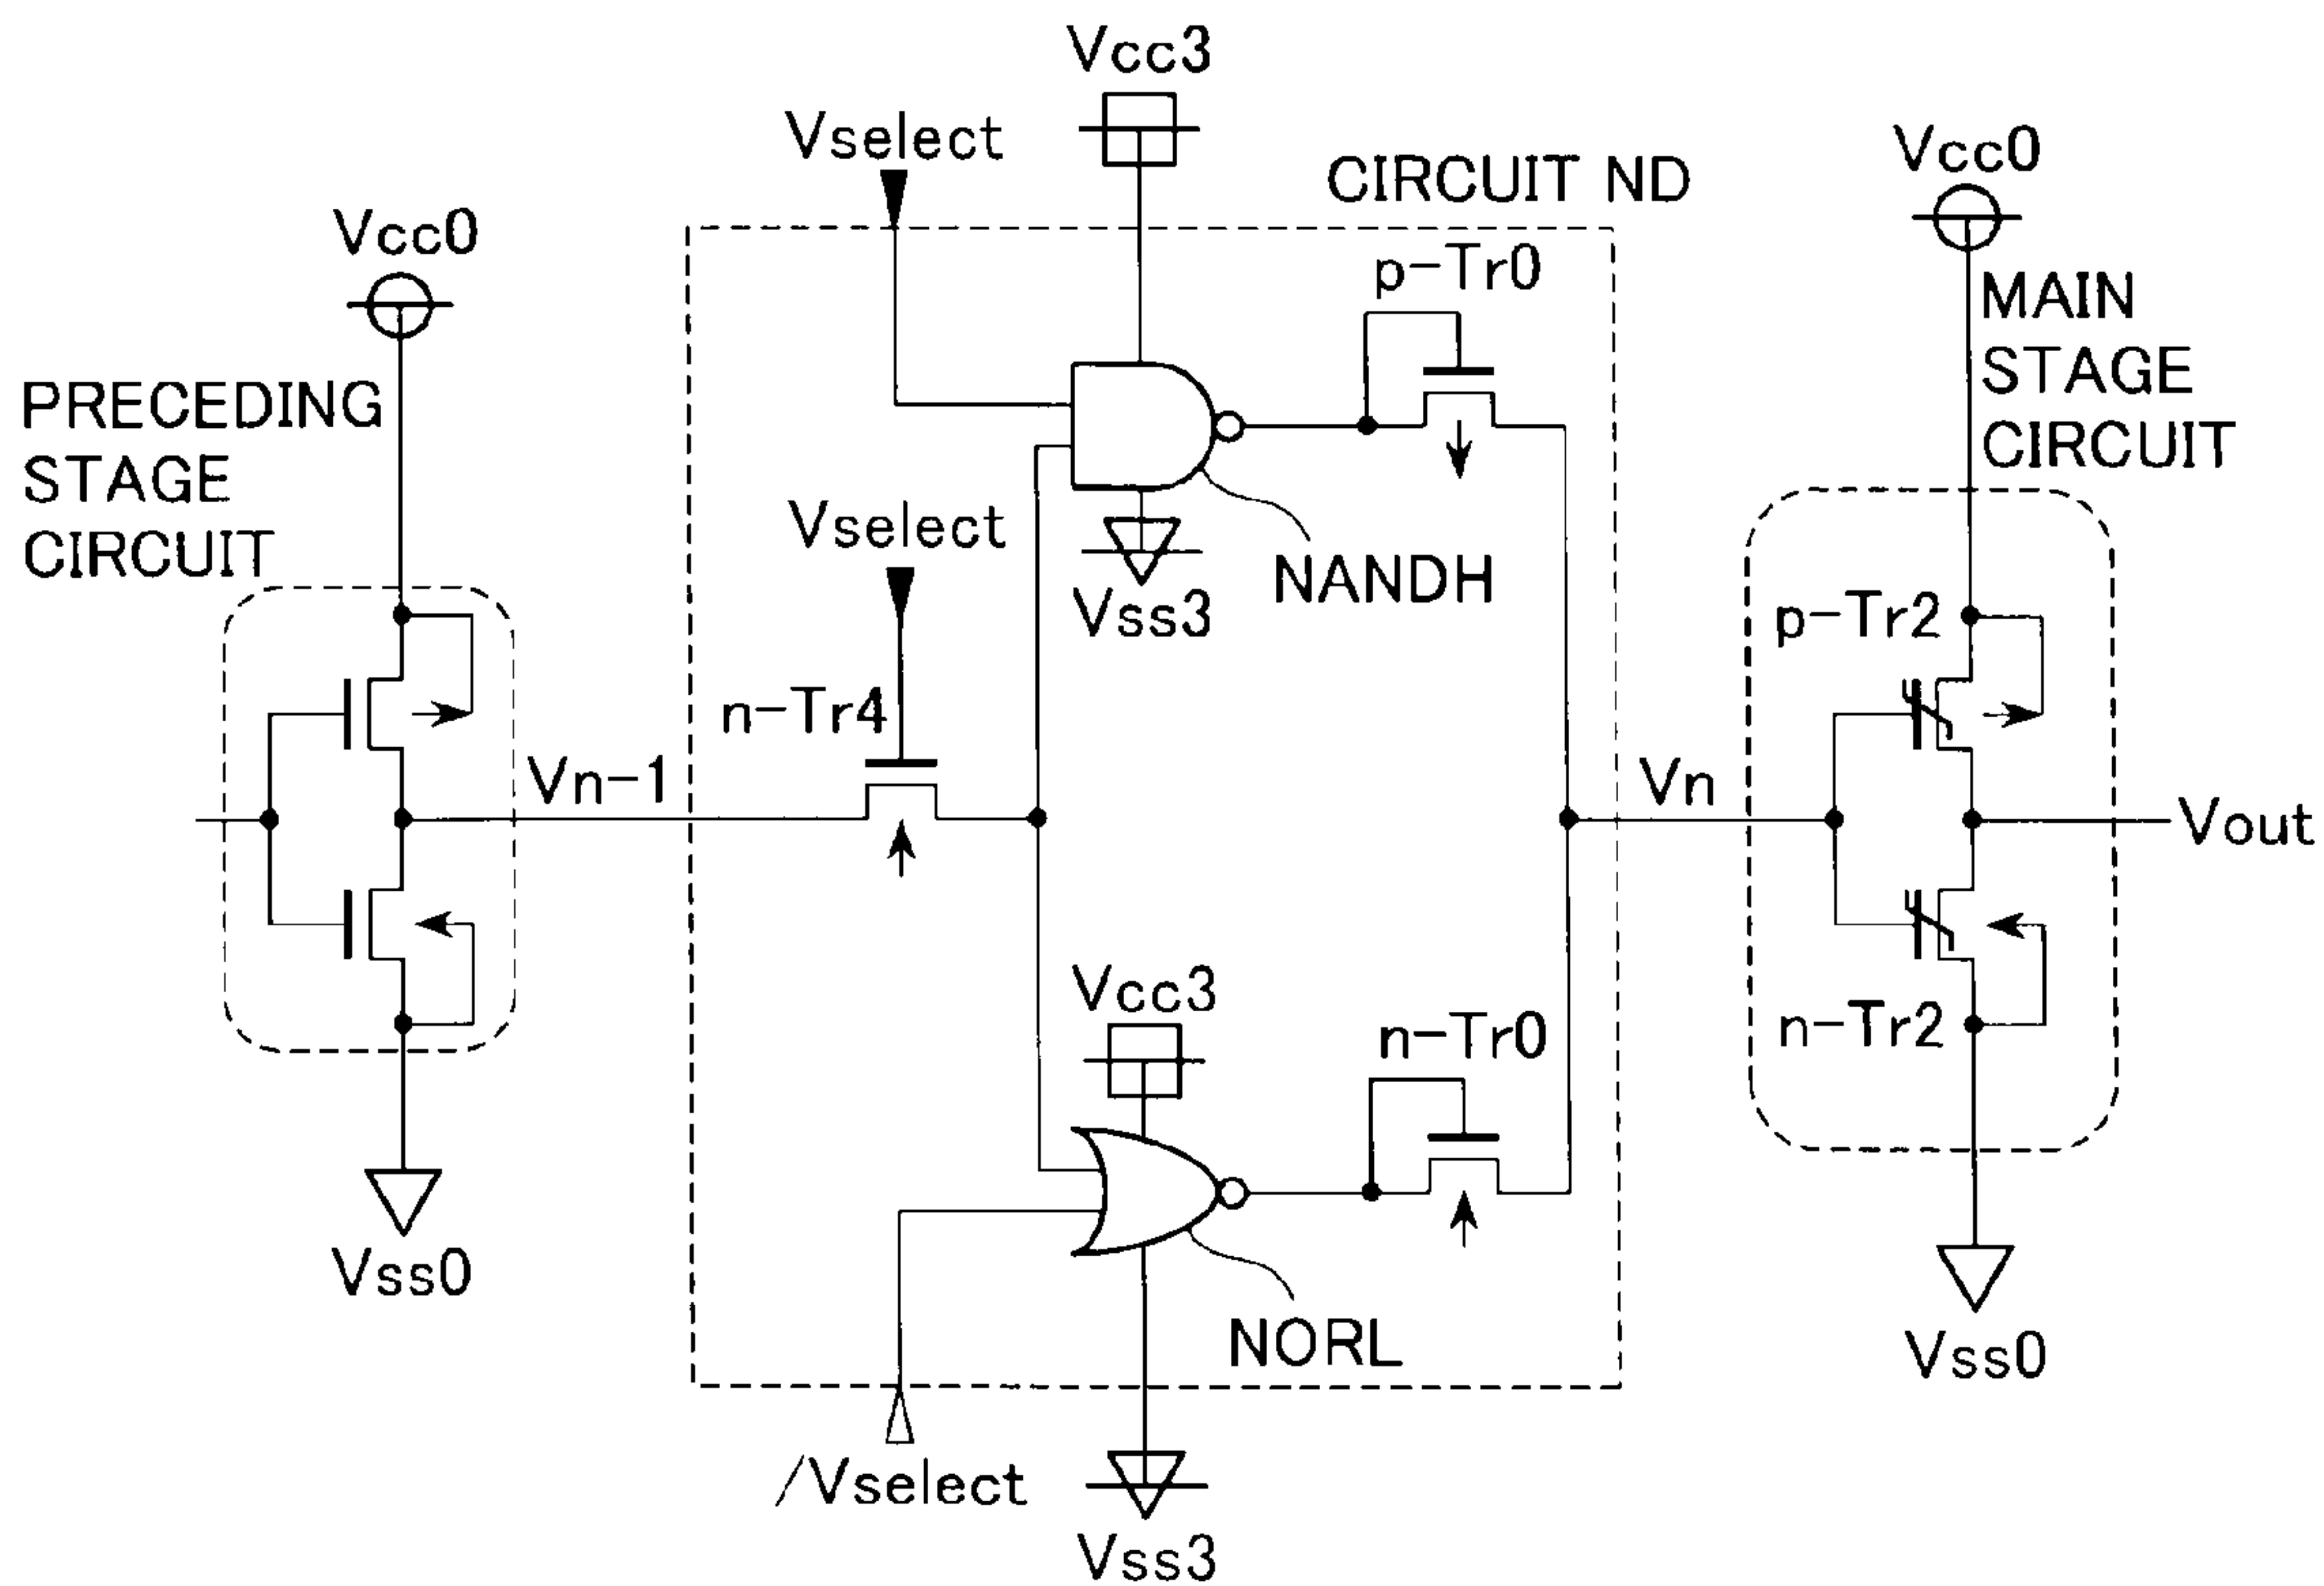 Vcc3
Vselect
CIRCUIT ND
Vcc0
Vcc0
p-Tr0
MAIN
STAGE
CIRCUIT
PRECEDING
STAGE
CIRCUIT
Vselect
NANDH
Vss3
p-Tr2
n-Tr4
Vn-1
Vn
Vout
Vcc3
n-Tr0
n-Tr2
Vss0
NORL
Vss0
/Vselect
Vss3